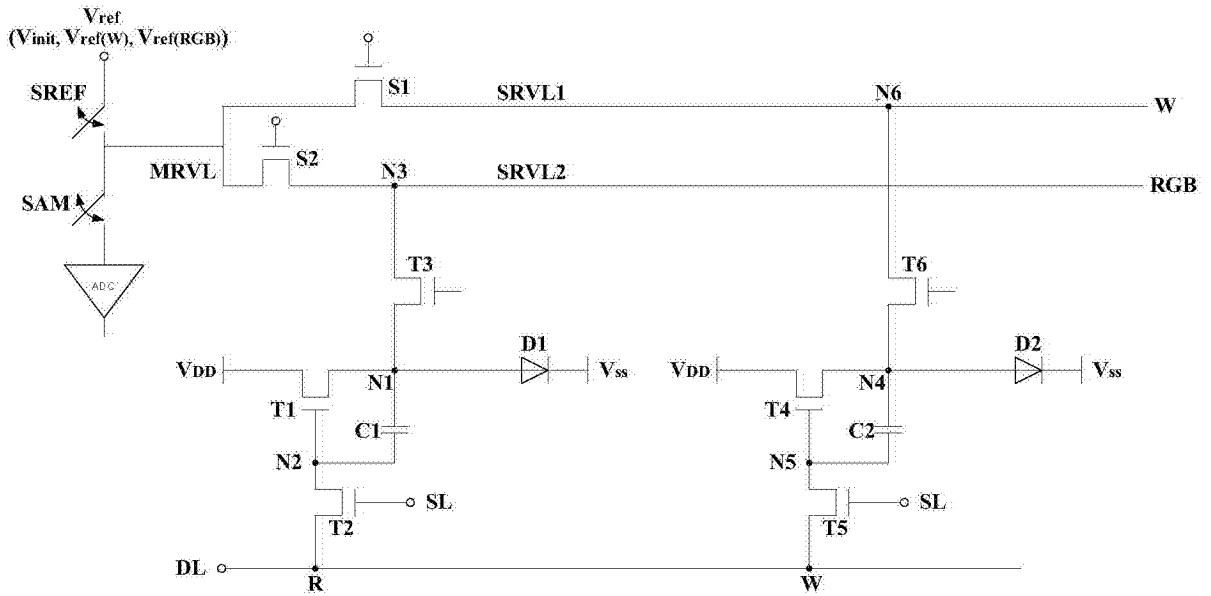 Vref
(Vinit, Vref(W), Vref(RGB))
SREF
S1
SRVL1
N6
W
S2
MRVL
N3
SRVL2
RGB
SAM
ADC
T3
T6
VDD
N1
D1
Vss
VDD
N4
D2
Vss
T1
C1
T4
C2
N2
N5
T2
SL
T5
SL
DL
R
W